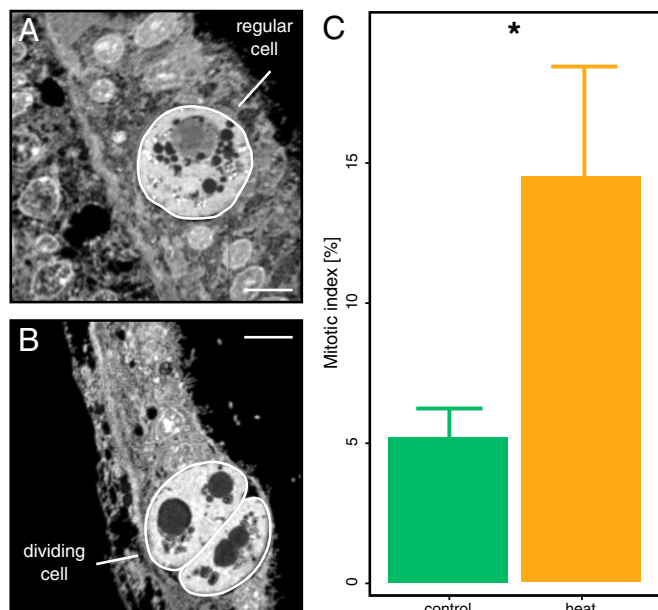 A
regular
cell
B
dividing
cell
C
*
Mitotic index [%]
15
10
5
0
control
heat